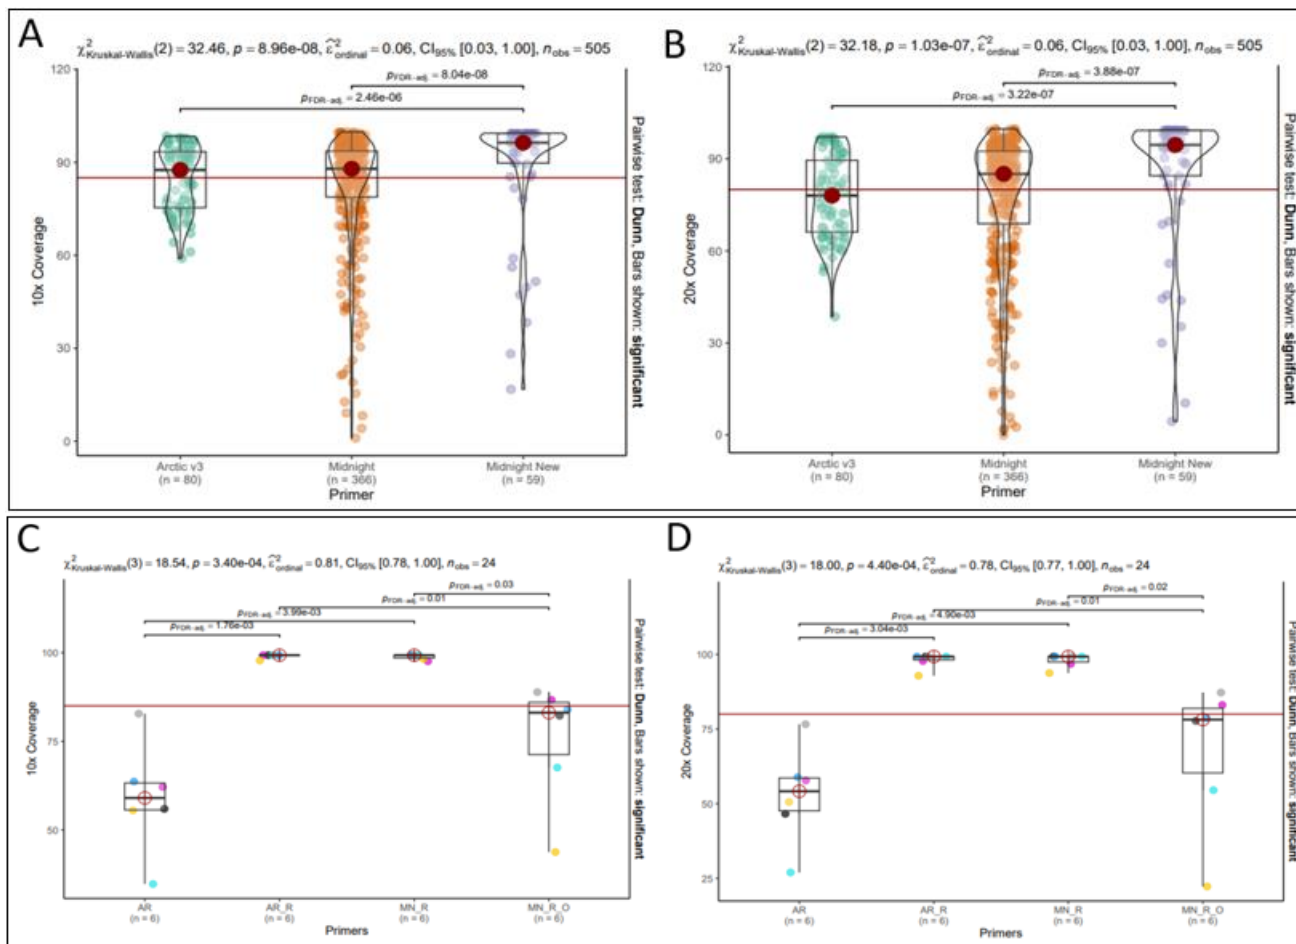 A
χ²Kruskal-Wallis(2) = 32.46, p = 8.96e-08, ε̂²ordinal = 0.06, CI95% [0.03, 1.00], nobs = 505
pFDR-adj. = 8.04e-08
pFDR-adj. = 2.46e-06
120
90
60
30
0
10x Coverage
Arctic v3
(n = 80)
Midnight
(n = 366)
Midnight New
(n = 59)
Primer
Pairwise test: Dunn, Bars shown: significant
B
χ²Kruskal-Wallis(2) = 32.18, p = 1.03e-07, ε̂²ordinal = 0.06, CI95% [0.03, 1.00], nobs = 505
pFDR-adj. = 3.88e-07
pFDR-adj. = 3.22e-07
120
90
60
30
0
20x Coverage
Arctic v3
(n = 80)
Midnight
(n = 366)
Midnight New
(n = 59)
Primer
Pairwise test: Dunn, Bars shown: significant
C
χ²Kruskal-Wallis(3) = 18.54, p = 3.40e-04, ε̂²ordinal = 0.81, CI95% [0.78, 1.00], nobs = 24
pFDR-adj. = 0.03
pFDR-adj. = 0.01
pFDR-adj. = 3.99e-03
pFDR-adj. = 1.76e-03
100
75
50
10x Coverage
AR
(n = 6)
AR_R
(n = 6)
MN_R
(n = 6)
MN_R_O
(n = 6)
Primers
Pairwise test: Dunn, Bars shown: significant
D
χ²Kruskal-Wallis(3) = 18.00, p = 4.40e-04, ε̂²ordinal = 0.78, CI95% [0.77, 1.00], nobs = 24
pFDR-adj. = 0.02
pFDR-adj. = 0.01
pFDR-adj. = 4.90e-03
pFDR-adj. = 3.04e-03
100
75
50
25
20x Coverage
AR
(n = 6)
AR_R
(n = 6)
MN_R
(n = 6)
MN_R_O
(n = 6)
Primers
Pairwise test: Dunn, Bars shown: significant